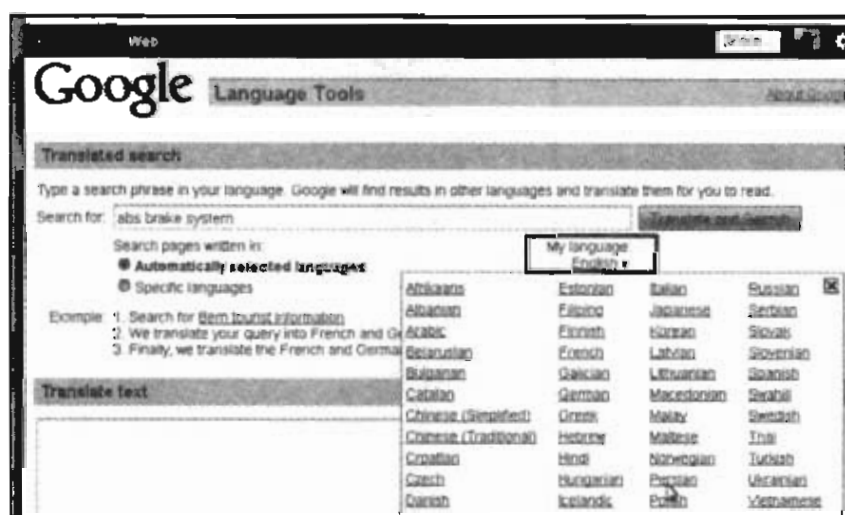 Web
Google Language Tools About Google
Translated search
Type a search phrase in your language. Google will find results in other languages and translate them for you to read.
Search for: abs brake system Translate and Search
Search pages written in: My language
Automatically selected languages English
Specific languages
Example: 1. Search for Bern tourist information
2. We translate your query into French and Ge
3. Finally, we translate the French and Germa
Translate text
Afrikaans Estonian Italian Russian
Albanian Filipino Japanese Serbian
Arabic Finnish Korean Slovak
Belarusian French Latvian Slovenian
Bulgarian Galician Lithuanian Spanish
Catalan German Macedonian Swahili
Chinese (Simplified) Greek Malay Swedish
Chinese (Traditional) Hebrew Maltese Thai
Croatian Hindi Norwegian Turkish
Czech Hungarian Persian Ukrainian
Danish Icelandic Polish Vietnamese